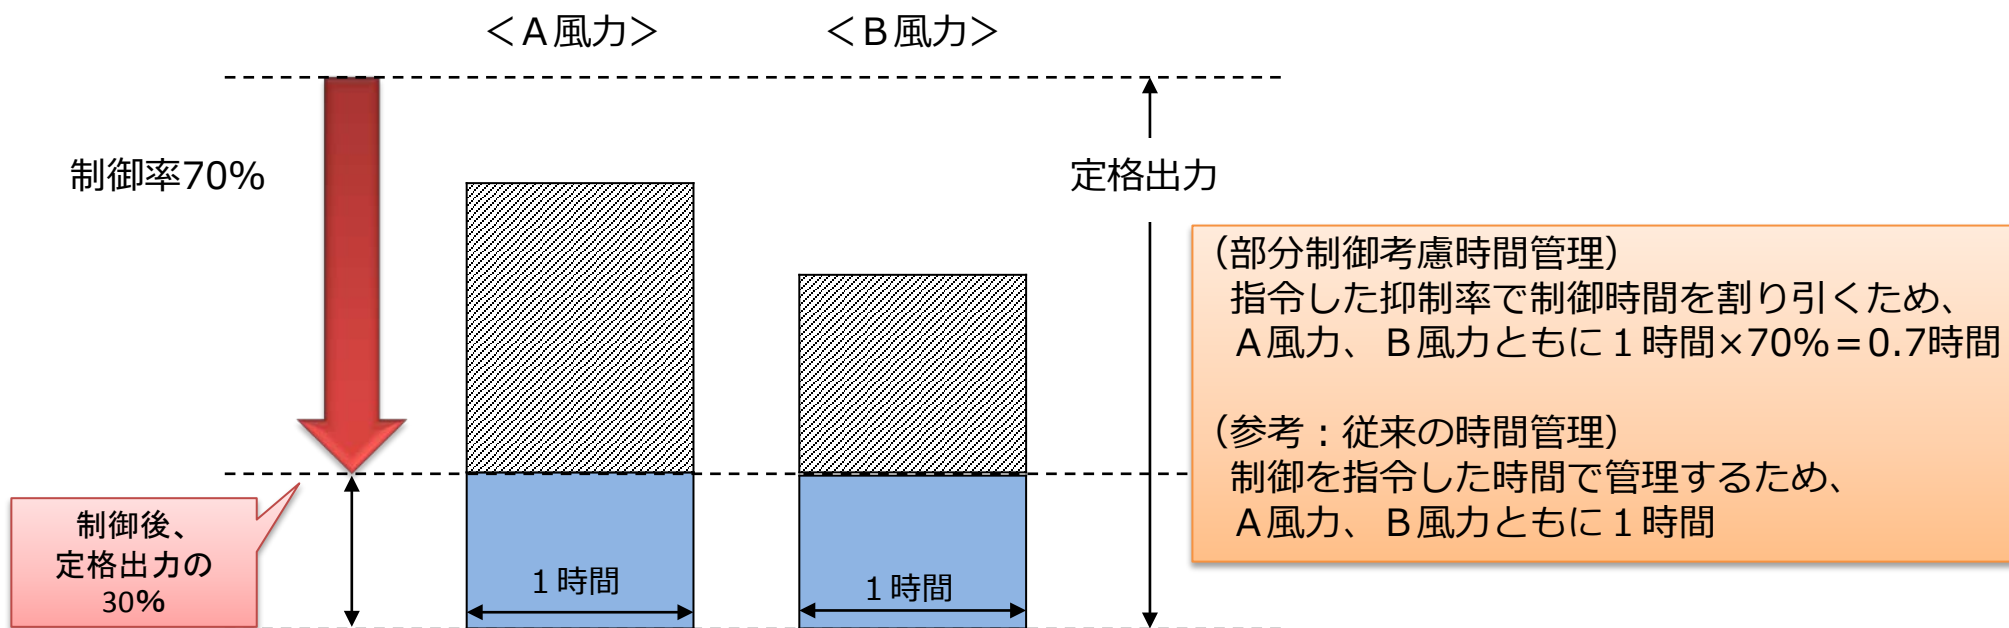 ＜Ａ風力＞
＜Ｂ風力＞
制御率70%
定格出力
（部分制御考慮時間管理）
指令した抑制率で制御時間を割り引くため、
Ａ風力、Ｂ風力ともに１時間×70%＝0.7時間
（参考：従来の時間管理）
制御を指令した時間で管理するため、
Ａ風力、Ｂ風力ともに１時間
制御後、
定格出力の
30%
１時間
１時間